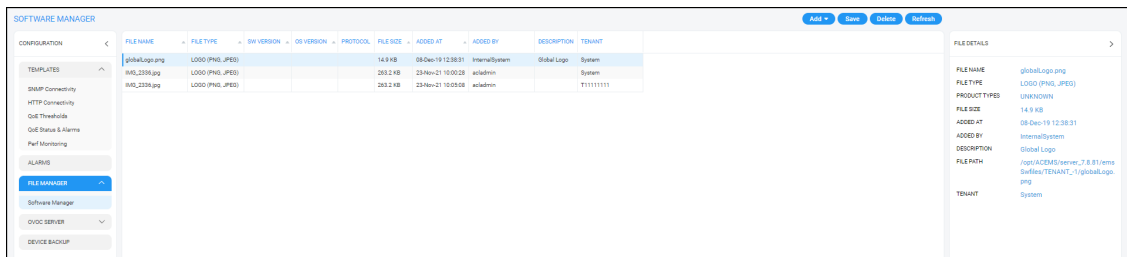 SOFTWARE MANAGER
Add Save Delete Refresh
CONFIGURATION
TEMPLATES
SNMP Connectivity
HTTP Connectivity
QoE Thresholds
QoE Status & Alarms
Perf Monitoring
ALARMS
FILE MANAGER
Software Manager
OVOC SERVER
DEVICE BACKUP
FILE NAME FILE TYPE SW VERSION OS VERSION PROTOCOL FILE SIZE ADDED AT ADDED BY DESCRIPTION TENANT
globalLogo.png LOGO (PNG, JPEG) 14.9 KB 08-Dec-19 12:38:31 InternalSystem Global Logo System
IMG_2336.jpg LOGO (PNG, JPEG) 263.2 KB 23-Nov-21 10:00:28 acladmin System
IMG_2336.jpg LOGO (PNG, JPEG) 263.2 KB 23-Nov-21 10:05:08 acladmin T11111111
FILE DETAILS
FILE NAME globalLogo.png
FILE TYPE LOGO (PNG, JPEG)
PRODUCT TYPES UNKNOWN
FILE SIZE 14.9 KB
ADDED AT 08-Dec-19 12:38:31
ADDED BY InternalSystem
DESCRIPTION Global Logo
FILE PATH /opt/ACEMS/server_7.8.81/ems
Swfiles/TENANT_-1/globalLogo.
png
TENANT System